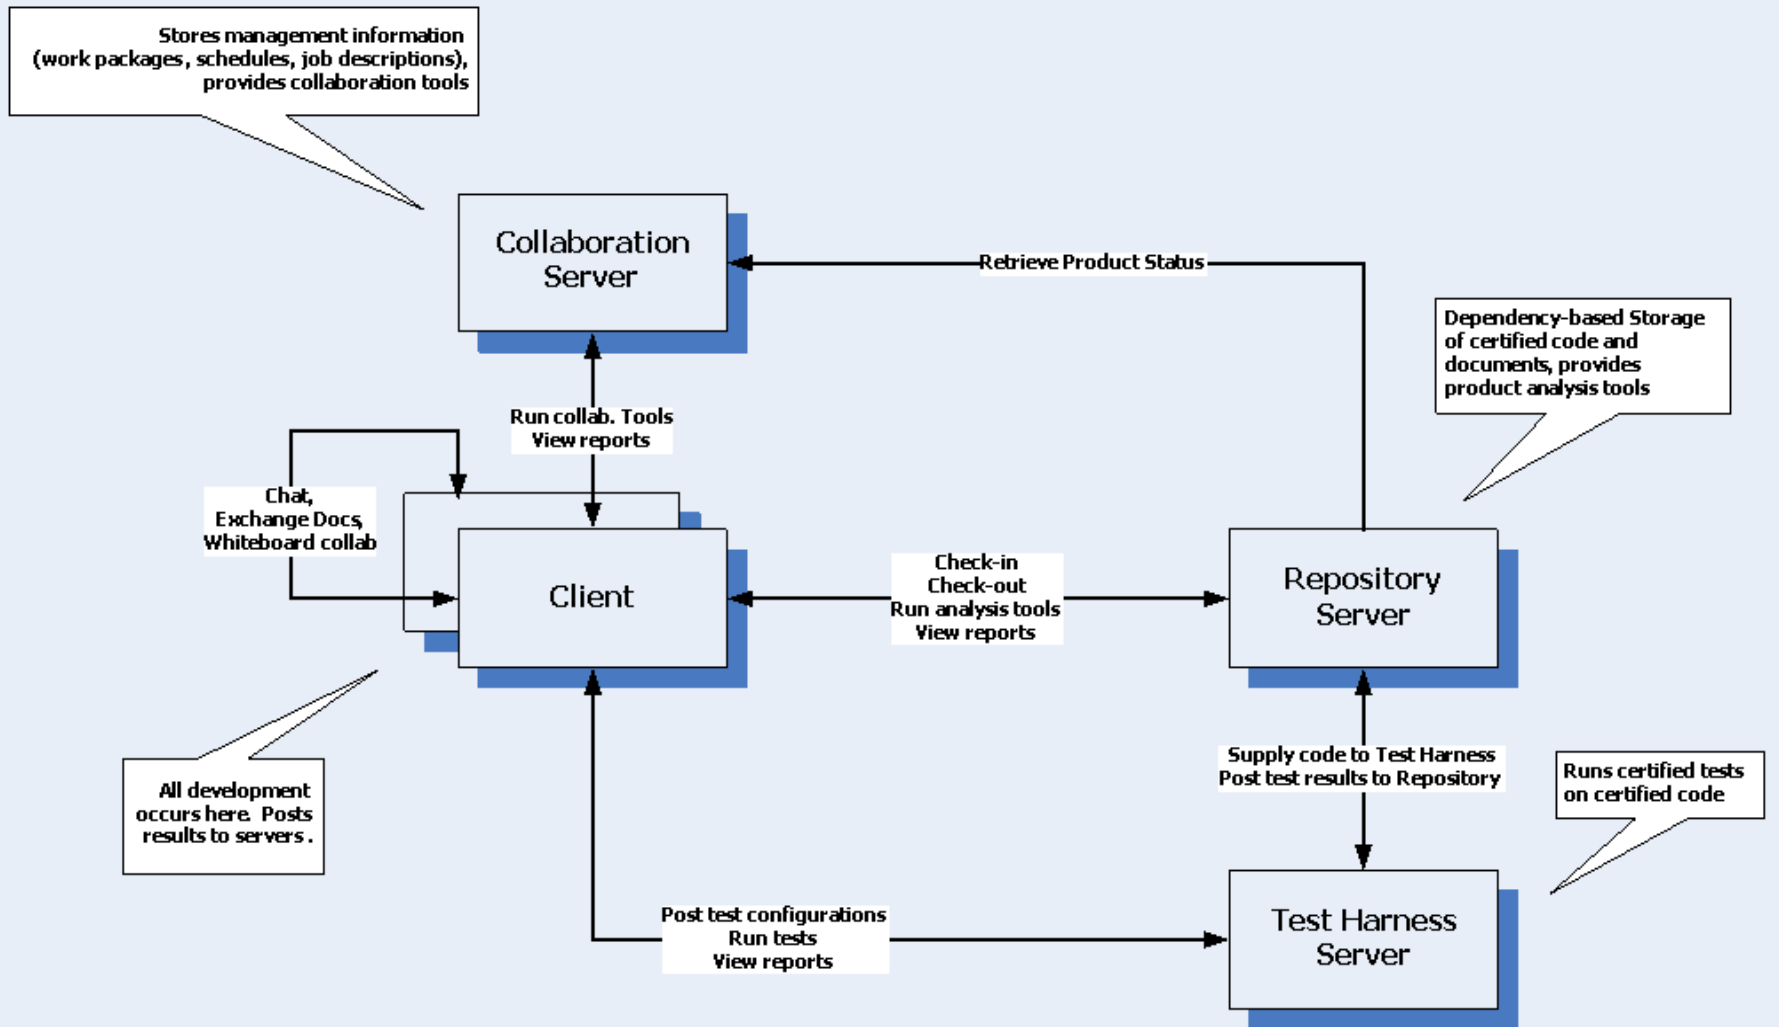 Stores management information
(work packages, schedules, job descriptions),
provides collaboration tools
Collaboration
Server
Retrieve Product Status
Dependency-based Storage
of certified code and
documents, provides
product analysis tools
Run collab. Tools
View reports
Chat,
Exchange Docs,
Whiteboard collab
Client
Check-in
Check-out
Run analysis tools
View reports
Repository
Server
All development
occurs here. Posts
results to servers .
Supply code to Test Harness
Post test results to Repository
Runs certified tests
on certified code
Post test configurations
Run tests
View reports
Test Harness
Server